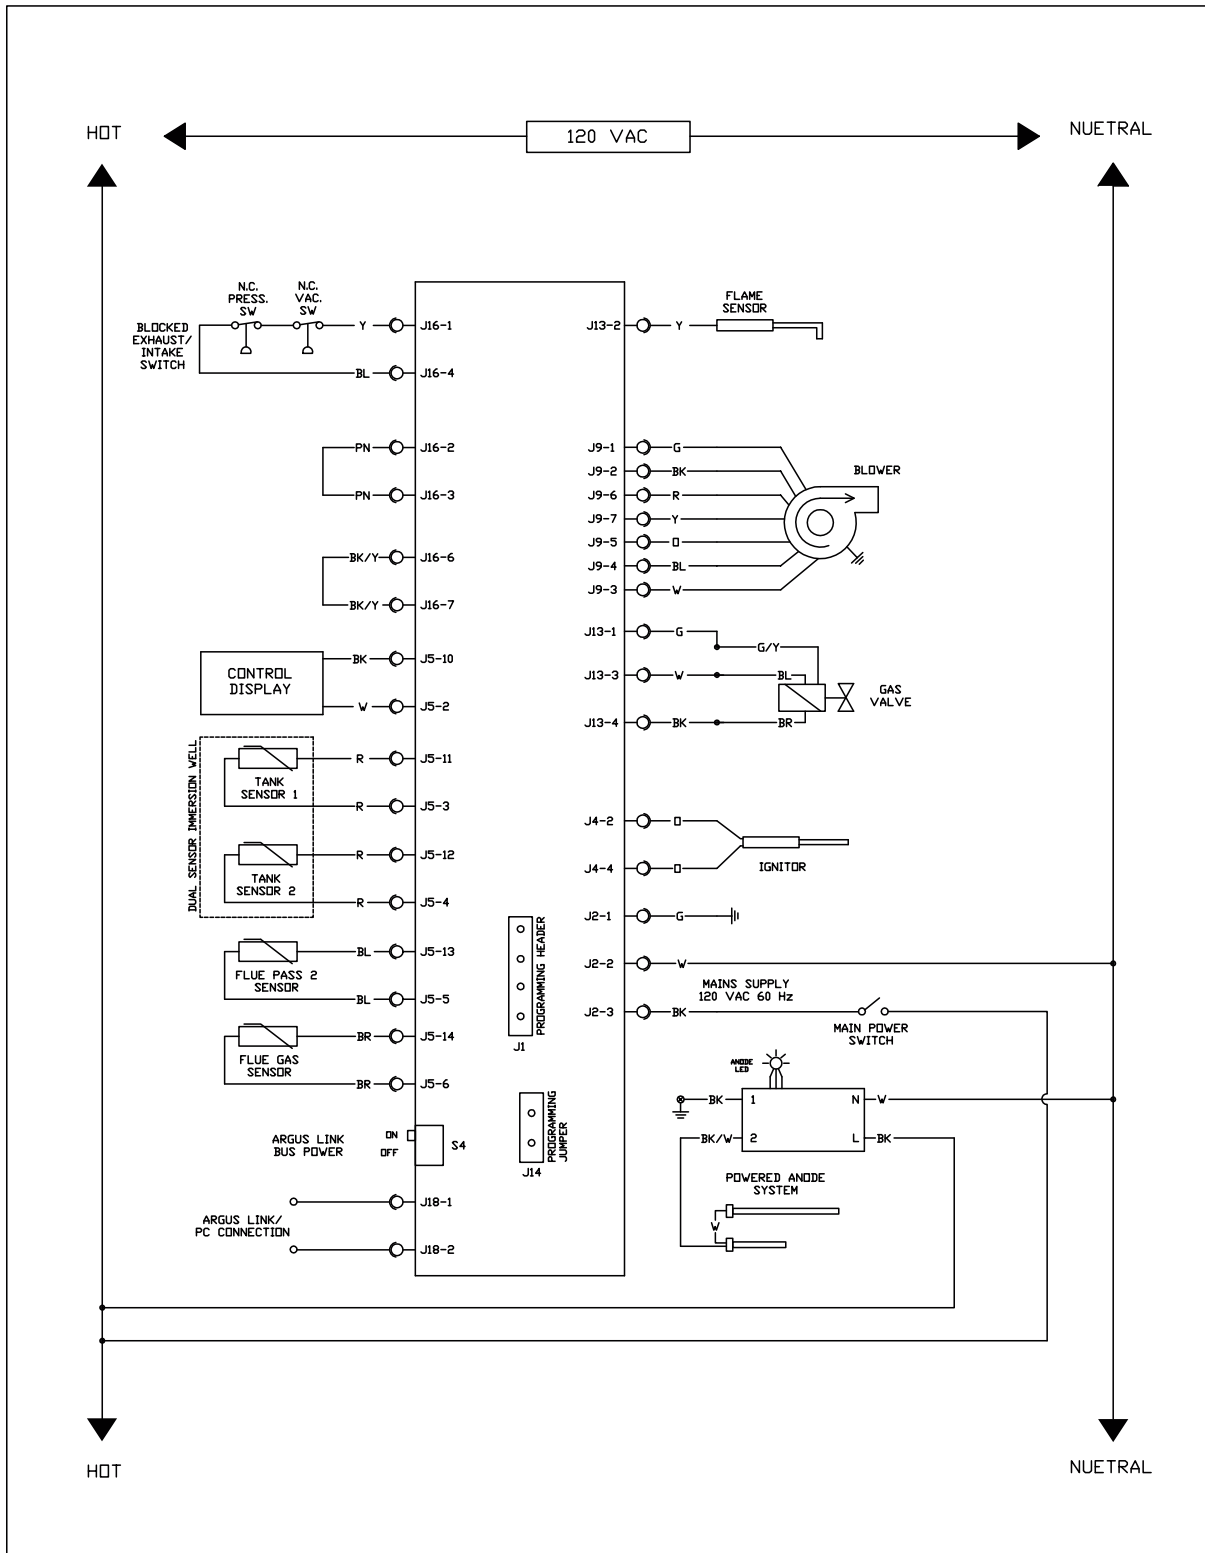 HOT
120 VAC
NUETRAL
N.C.
PRESS.
SW
N.C.
VAC.
SW
BLOCKED
EXHAUST/
INTAKE
SWITCH
Y
J16-1
BL
J16-4
PN
J16-2
PN
J16-3
BK/Y
J16-6
BK/Y
J16-7
CONTROL
DISPLAY
BK
J5-10
W
J5-2
DUAL SENSOR IMMERSION WELL
TANK
SENSOR 1
R
J5-11
R
J5-3
TANK
SENSOR 2
R
J5-12
R
J5-4
FLUE PASS 2
SENSOR
BL
J5-13
BL
J5-5
FLUE GAS
SENSOR
BR
J5-14
BR
J5-6
ARGUS LINK
BUS POWER
ON
OFF
S4
ARGUS LINK/
PC CONNECTION
J18-1
J18-2
PROGRAMMING HEADER
J1
PROGRAMMING
JUMPER
J14
J13-2
Y
FLAME
SENSOR
J9-1
G
J9-2
BK
J9-6
R
J9-7
Y
J9-5
O
J9-4
BL
J9-3
W
BLOWER
J13-1
G
G/Y
J13-3
W
BL
J13-4
BK
BR
GAS
VALVE
J4-2
O
J4-4
O
IGNITOR
J2-1
G
J2-2
W
MAINS SUPPLY
120 VAC 60 Hz
J2-3
BK
MAIN POWER
SWITCH
ANODE
LED
BK
1
N
W
BK/W
2
L
BK
POWERED ANODE
SYSTEM
W
HOT
NUETRAL